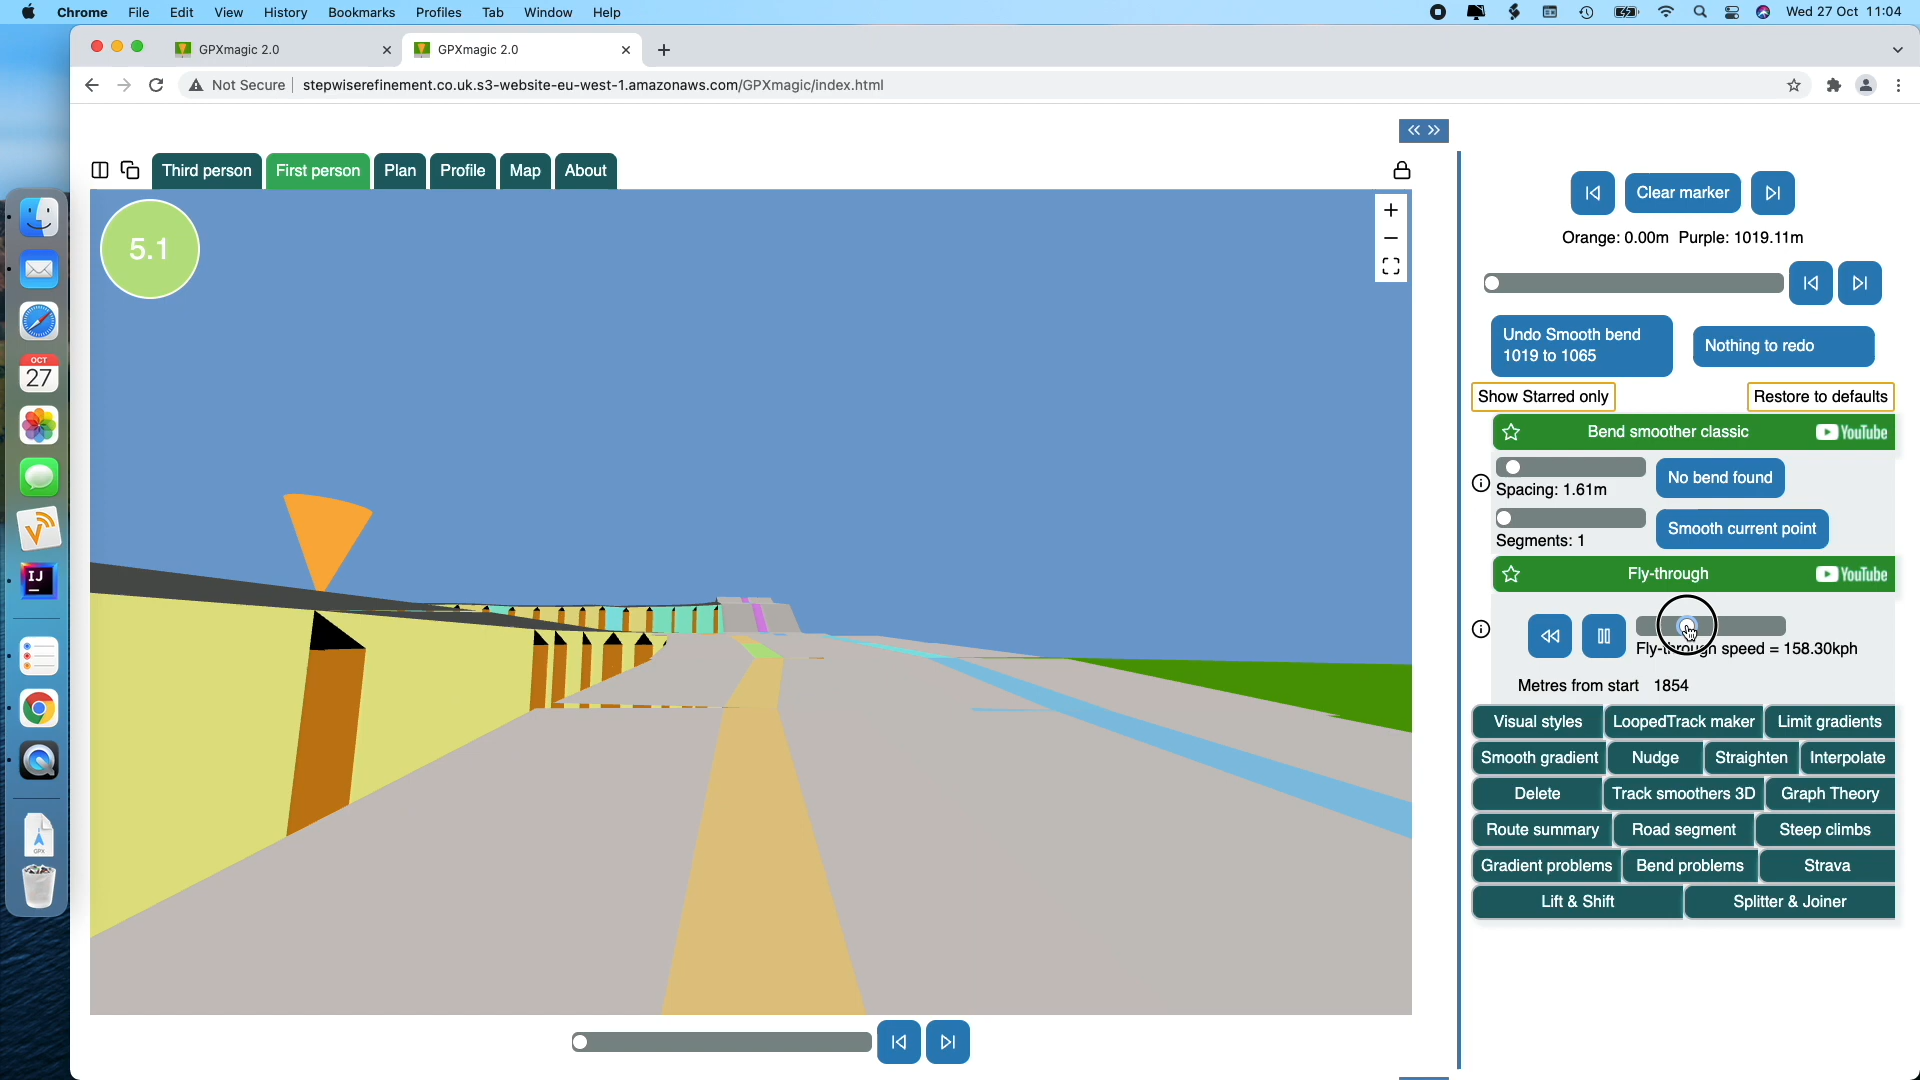 Chrome File Edit View History Bookmarks Profiles Tab Window Help Wed 27 Oct 11:04
GPXmagic 2.0 GPXmagic 2.0
Not Secure stepwiserefinement.co.uk.s3-website-eu-west-1.amazonaws.com/GPXmagic/index.html
Third person First person Plan Profile Map About
Clear marker
Orange: 0.00m Purple: 1019.11m
5.1
Undo Smooth bend
1019 to 1065
Nothing to redo
Show Starred only Restore to defaults
Bend smoother classic YouTube
Spacing: 1.61m No bend found
Segments: 1 Smooth current point
Fly-through YouTube
Fly-through speed = 158.30kph
Metres from start 1854
Visual styles LoopedTrack maker Limit gradients
Smooth gradient Nudge Straighten Interpolate
Delete Track smoothers 3D Graph Theory
Route summary Road segment Steep climbs
Gradient problems Bend problems Strava
Lift & Shift Splitter & Joiner
OCT
27
IJ
GPX